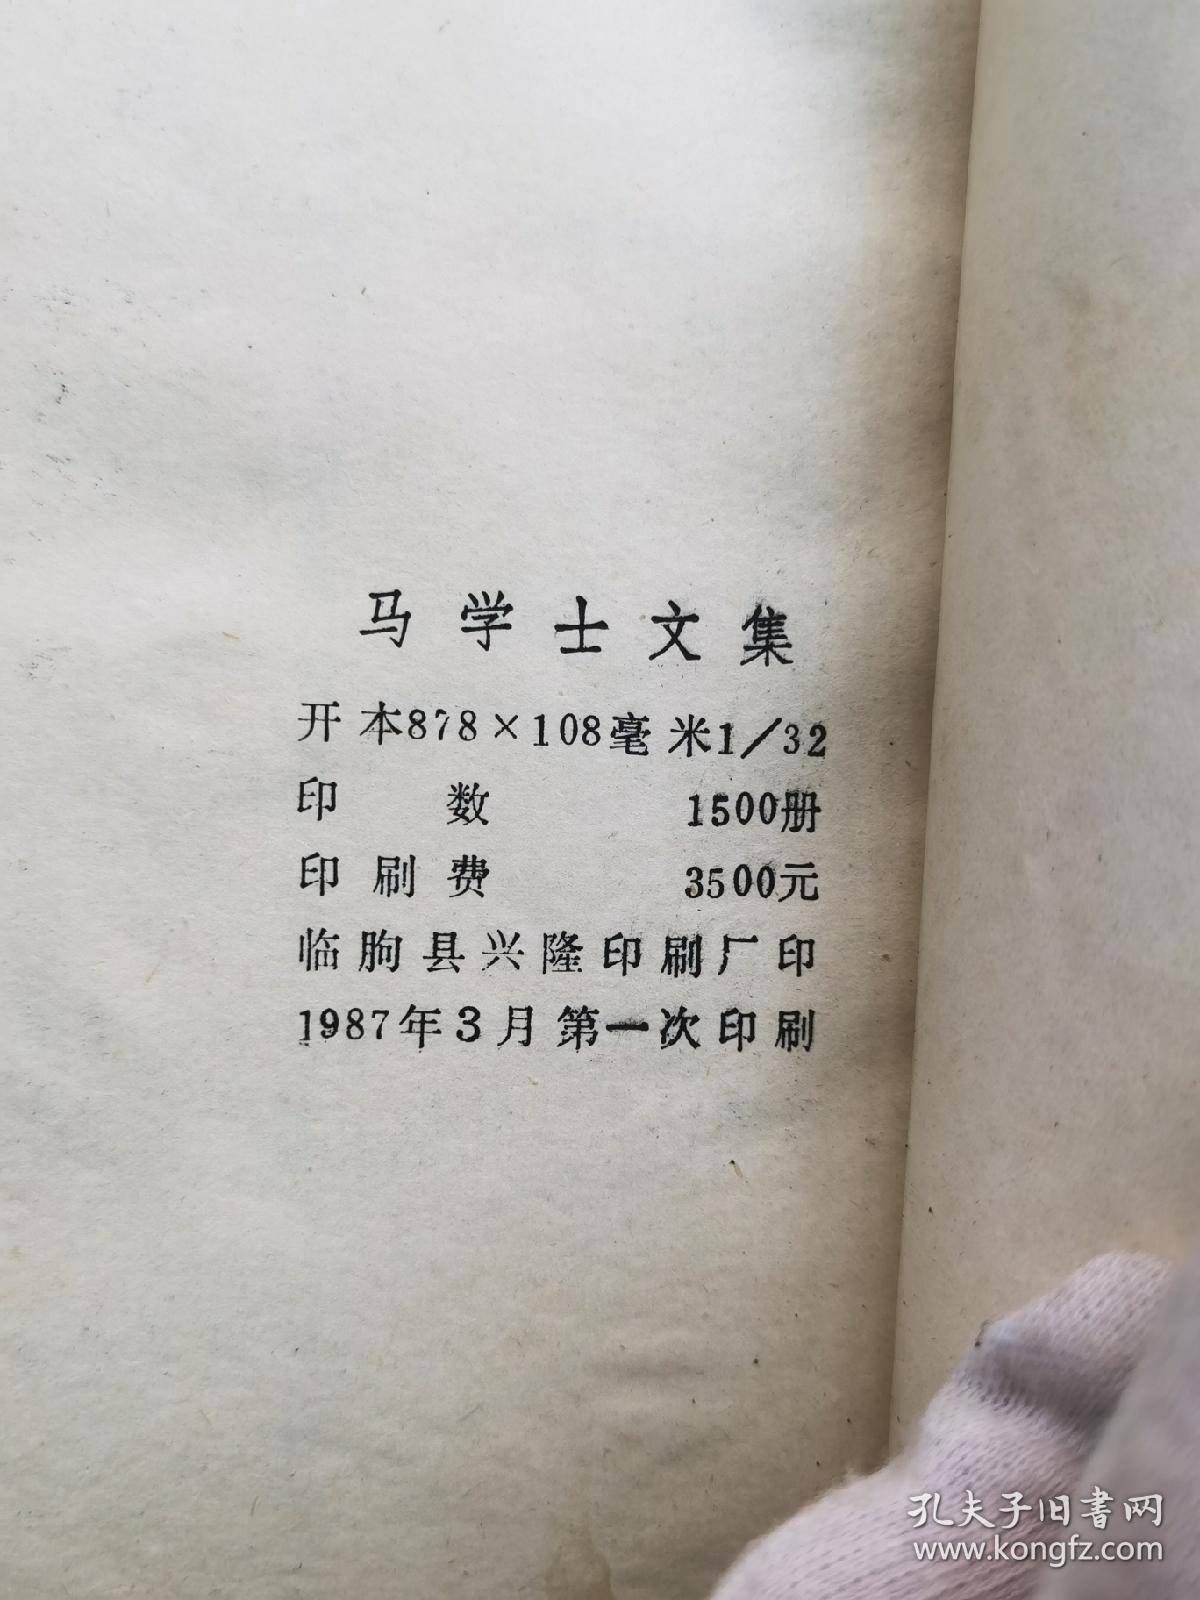 马学士文集
开本878×108毫米1/32
印数 1500册
印刷费 3500元
临朐县兴隆印刷厂印
1987年3月第一次印刷
孔夫子旧书网
www.kongfz.com